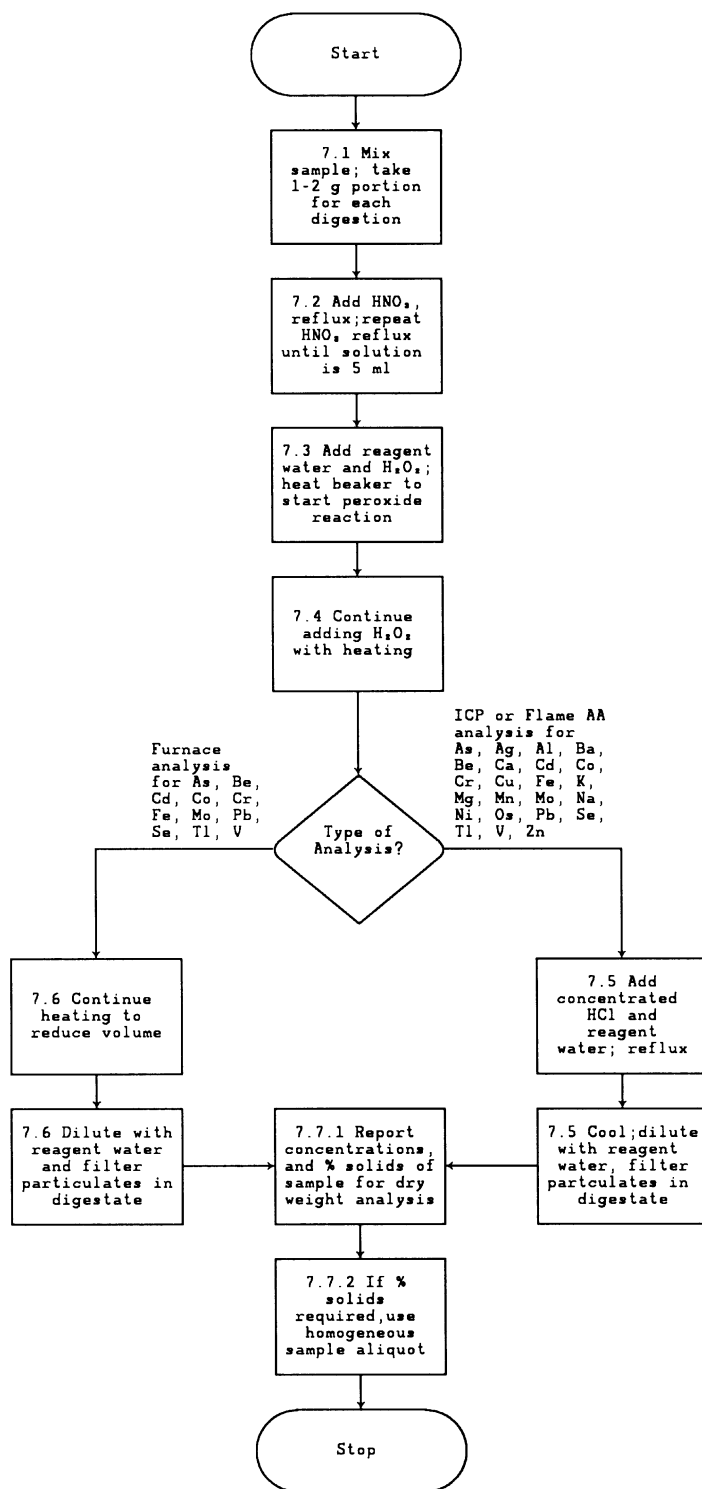 Start
7.1 Mix
sample; take
1-2 g portion
for each
digestion
7.2 Add HNO₃,
reflux;repeat
HNO₃ reflux
until solution
is 5 ml
7.3 Add reagent
water and H₂O₂;
heat beaker to
start peroxide
reaction
7.4 Continue
adding H₂O₂
with heating
Furnace
analysis
for As, Be,
Cd, Co, Cr,
Fe, Mo, Pb,
Se, Tl, V
Type of
Analysis?
ICP or Flame AA
analysis for
As, Ag, Al, Ba,
Be, Ca, Cd, Co,
Cr, Cu, Fe, K,
Mg, Mn, Mo, Na,
Ni, Os, Pb, Se,
Tl, V, Zn
7.6 Continue
heating to
reduce volume
7.5 Add
concentrated
HCl and
reagent
water; reflux
7.6 Dilute with
reagent water
and filter
particulates in
digestate
7.7.1 Report
concentrations,
and % solids of
sample for dry
weight analysis
7.5 Cool;dilute
with reagent
water, filter
partculates in
digestate
7.7.2 If %
solids
required,use
homogeneous
sample aliquot
Stop